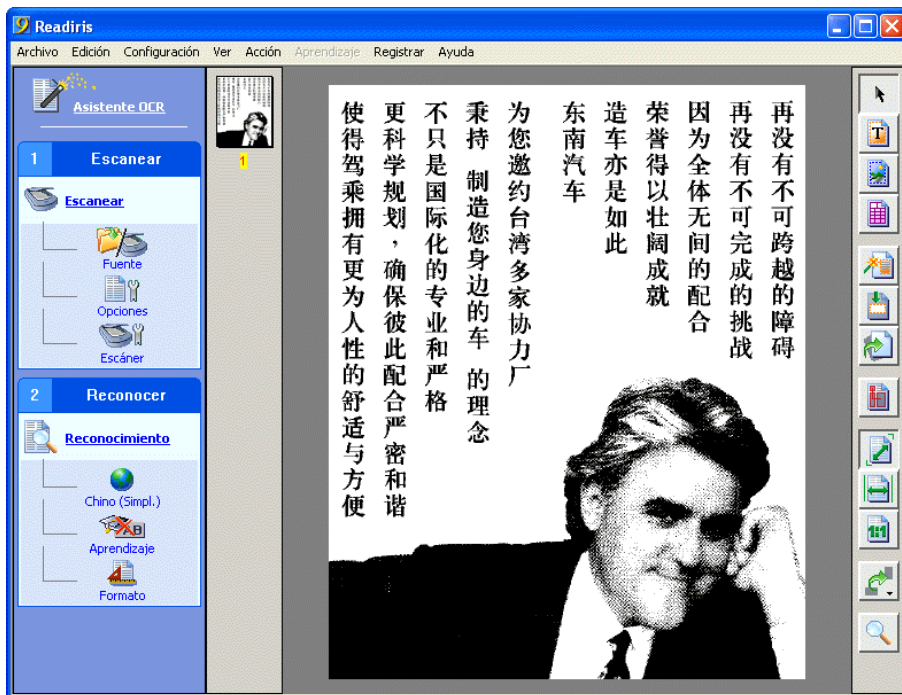 Readiris
Archivo Edición Configuración Ver Acción Aprendizaje Registrar Ayuda
Asistente OCR
1 Escanear
Escanear
Fuente
Opciones
Escáner
2 Reconocer
Reconocimiento
Chino (Simpl.)
Aprendizaje
Formato
1
再没有不可跨越的障碍
再没有不可完成的挑战
因为全体无间的配合
荣誉得以壮阔成就
造车亦是如此
东南汽车
为您邀约台湾多家协力厂
秉持 制造您身边的车 的理念
不只是国际化的专业和严格
更科学规划，确保彼此配合严密和谐
使得驾乘拥有更为人性的舒适与方便
T
1:1